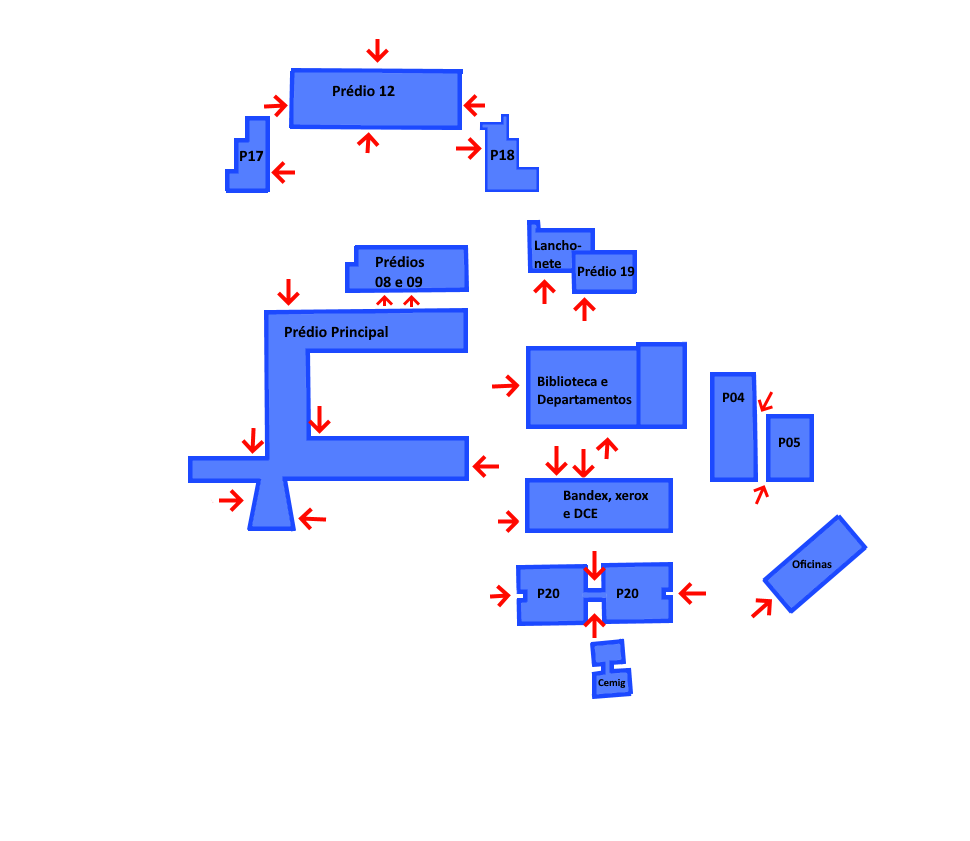 Prédio 12
P17
P18
Lancho-
nete
Prédio 19
Prédios
08 e 09
Prédio Principal
Biblioteca e
Departamentos
P04
P05
Bandex, xerox
e DCE
Oficinas
P20
P20
Cemig